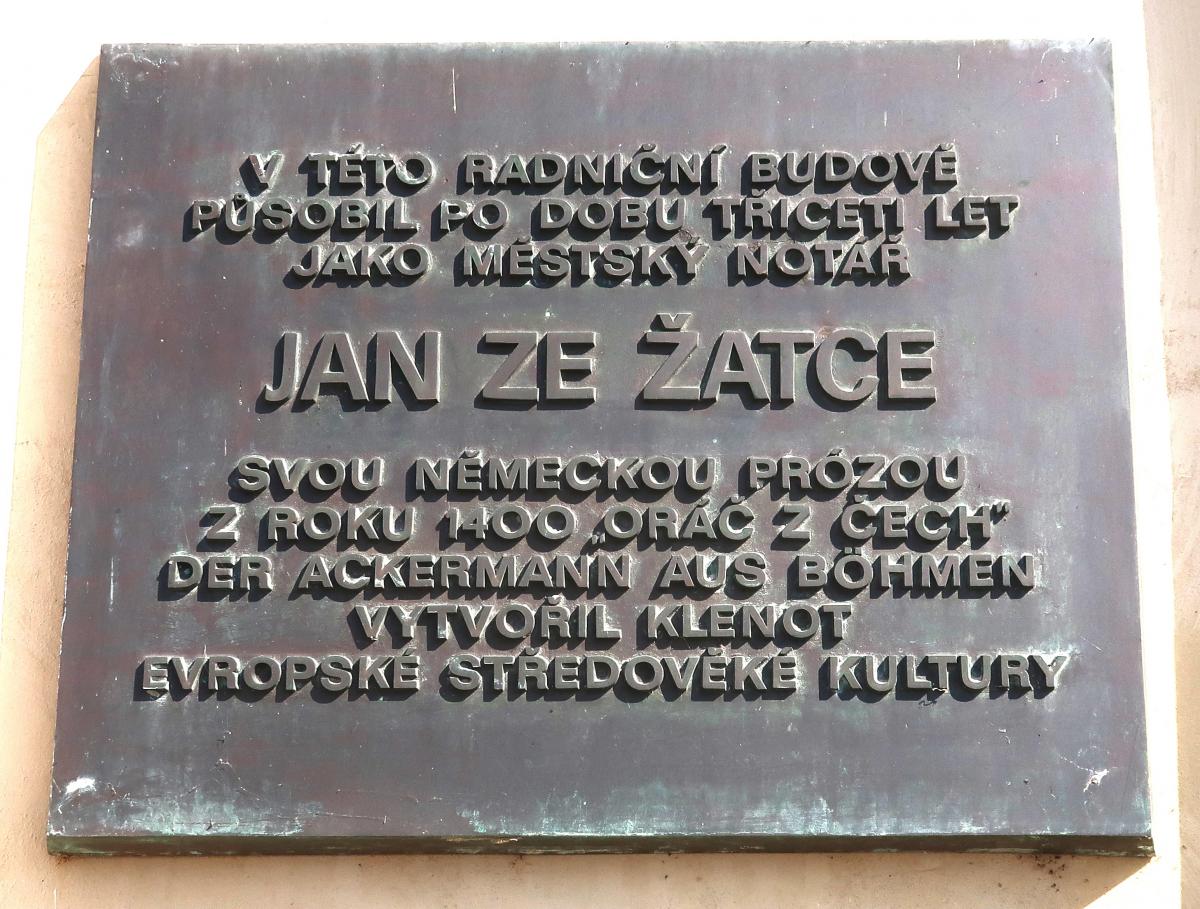 V TÉTO RADNIČNÍ BUDOVĚ
PŮSOBIL PO DOBU TŘICETI LET
JAKO MĚSTSKÝ NOTÁŘ
JAN ZE ŽATCE
SVOU NĚMECKOU PRÓZOU
Z ROKU 1400 „ORÁČ Z ČECH“
DER ACKERMANN AUS BÖHMEN
VYTVOŘIL KLENOT
EVROPSKÉ STŘEDOVĚKÉ KULTURY